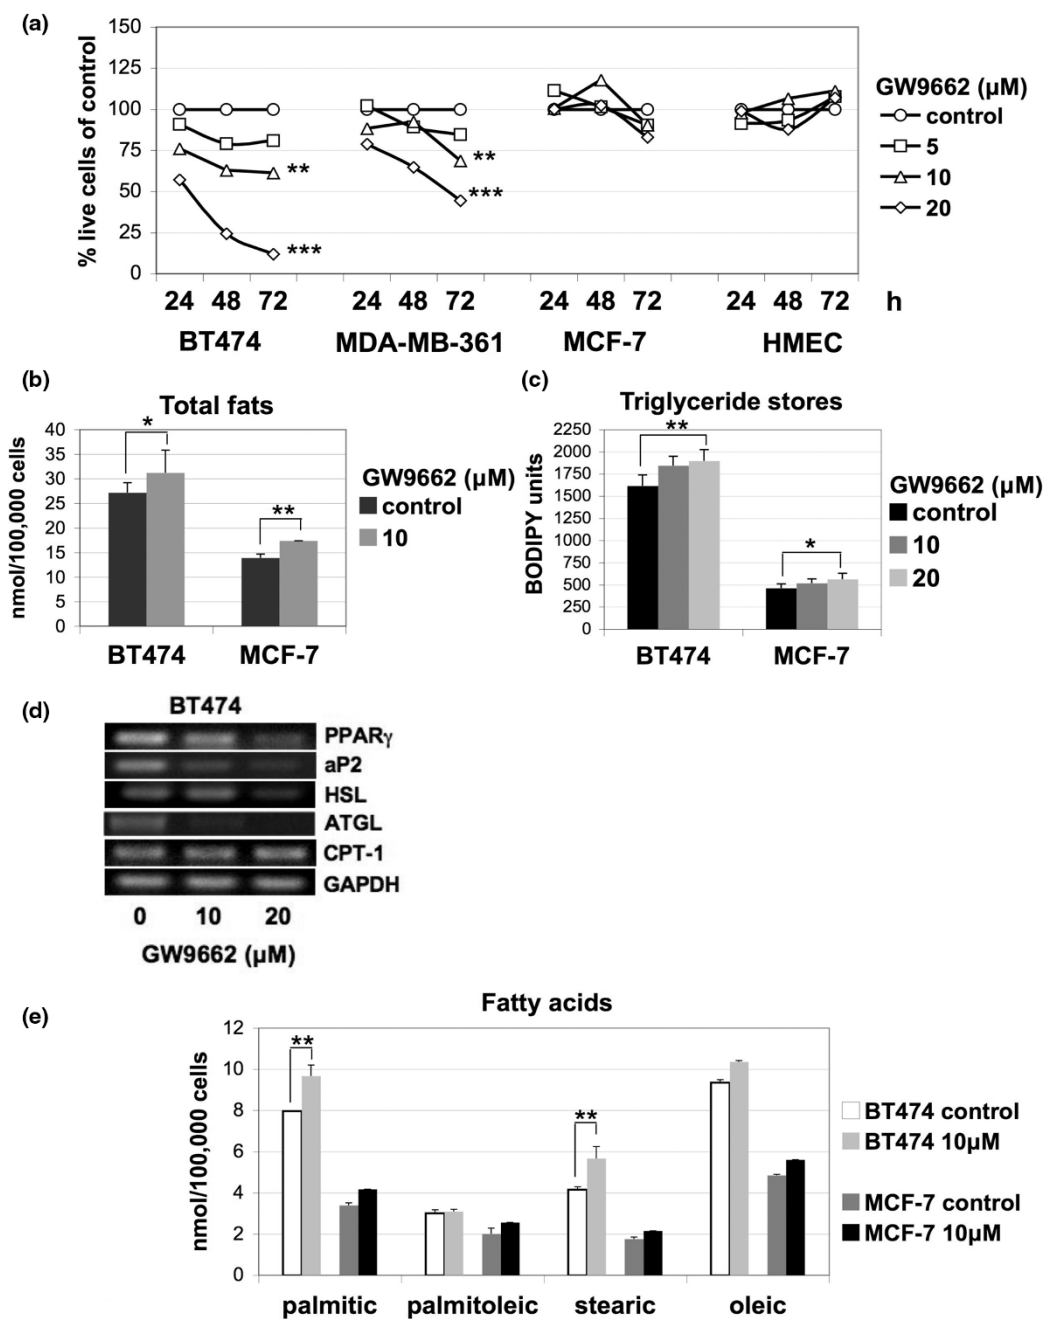 (a)
% live cells of control
150
125
100
75
50
25
0
**
***
**
***
24 48 72 24 48 72 24 48 72 24 48 72 h
BT474 MDA-MB-361 MCF-7 HMEC
GW9662 (µM)
control
5
10
20
(b)
Total fats
nmol/100,000 cells
40
35
30
25
20
15
10
5
0
*
**
BT474 MCF-7
GW9662 (µM)
control
10
(c)
Triglyceride stores
BODIPY units
2250
2000
1750
1500
1250
1000
750
500
250
0
**
*
BT474 MCF-7
GW9662 (µM)
control
10
20
(d)
BT474
PPARγ
aP2
HSL
ATGL
CPT-1
GAPDH
0 10 20
GW9662 (µM)
(e)
Fatty acids
nmol/100,000 cells
12
10
8
6
4
2
0
**
**
palmitic palmitoleic stearic oleic
BT474 control
BT474 10µM
MCF-7 control
MCF-7 10µM